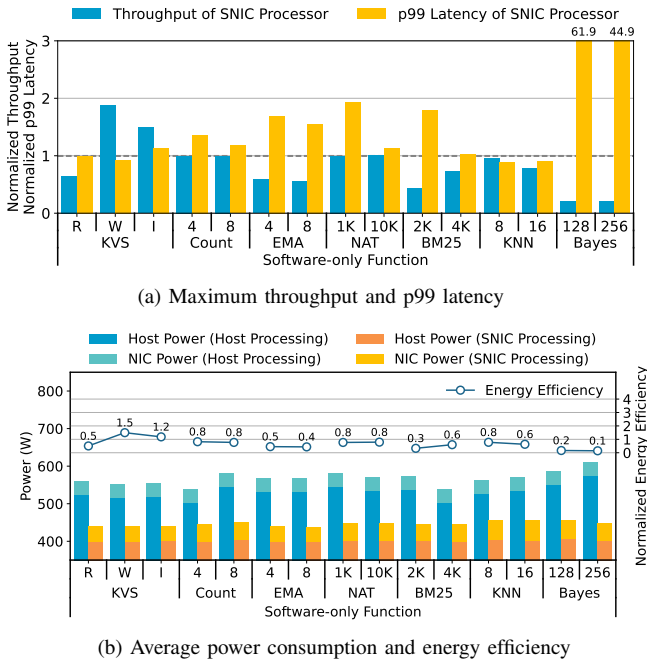 Throughput of SNIC Processor p99 Latency of SNIC Processor
61.9 44.9
Normalized Throughput
Normalized p99 Latency
3
2
1
0
R W I 4 8 4 8 1K 10K 2K 4K 8 16 128 256
KVS Count EMA NAT BM25 KNN Bayes
Software-only Function
(a) Maximum throughput and p99 latency
Host Power (Host Processing) Host Power (SNIC Processing)
NIC Power (Host Processing) NIC Power (SNIC Processing)
Energy Efficiency
Power (W)
800
700
600
500
400
Normalized Energy Efficiency
4
3
2
1
0
0.5 1.5 1.2 0.8 0.8 0.5 0.4 0.8 0.8 0.3 0.6 0.8 0.6 0.2 0.1
R W I 4 8 4 8 1K 10K 2K 4K 8 16 128 256
KVS Count EMA NAT BM25 KNN Bayes
Software-only Function
(b) Average power consumption and energy efficiency